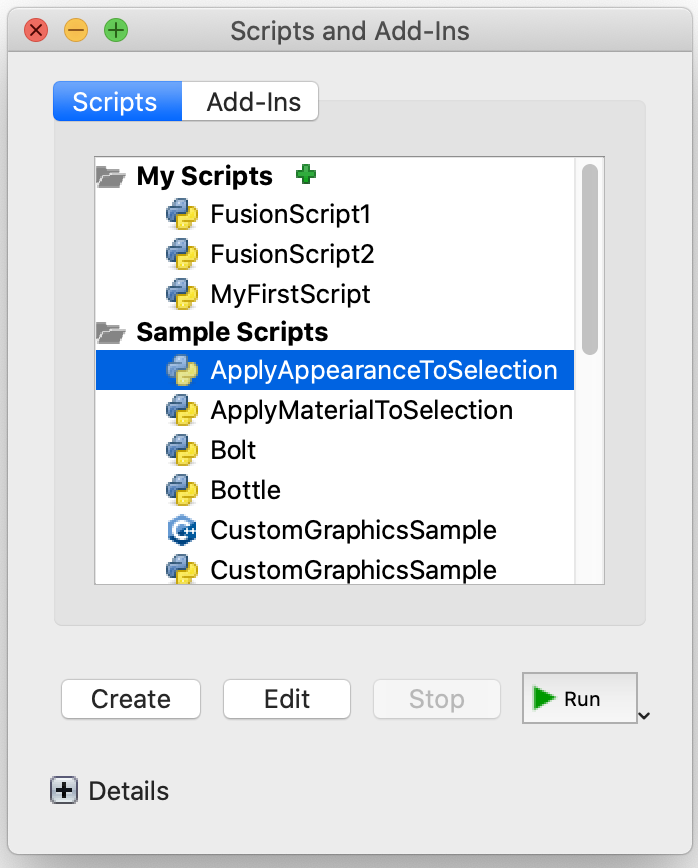 Scripts and Add-Ins
Scripts Add-Ins
My Scripts
FusionScript1
FusionScript2
MyFirstScript
Sample Scripts
ApplyAppearanceToSelection
ApplyMaterialToSelection
Bolt
Bottle
C++ CustomGraphicsSample
CustomGraphicsSample
Create Edit Stop Run
Details